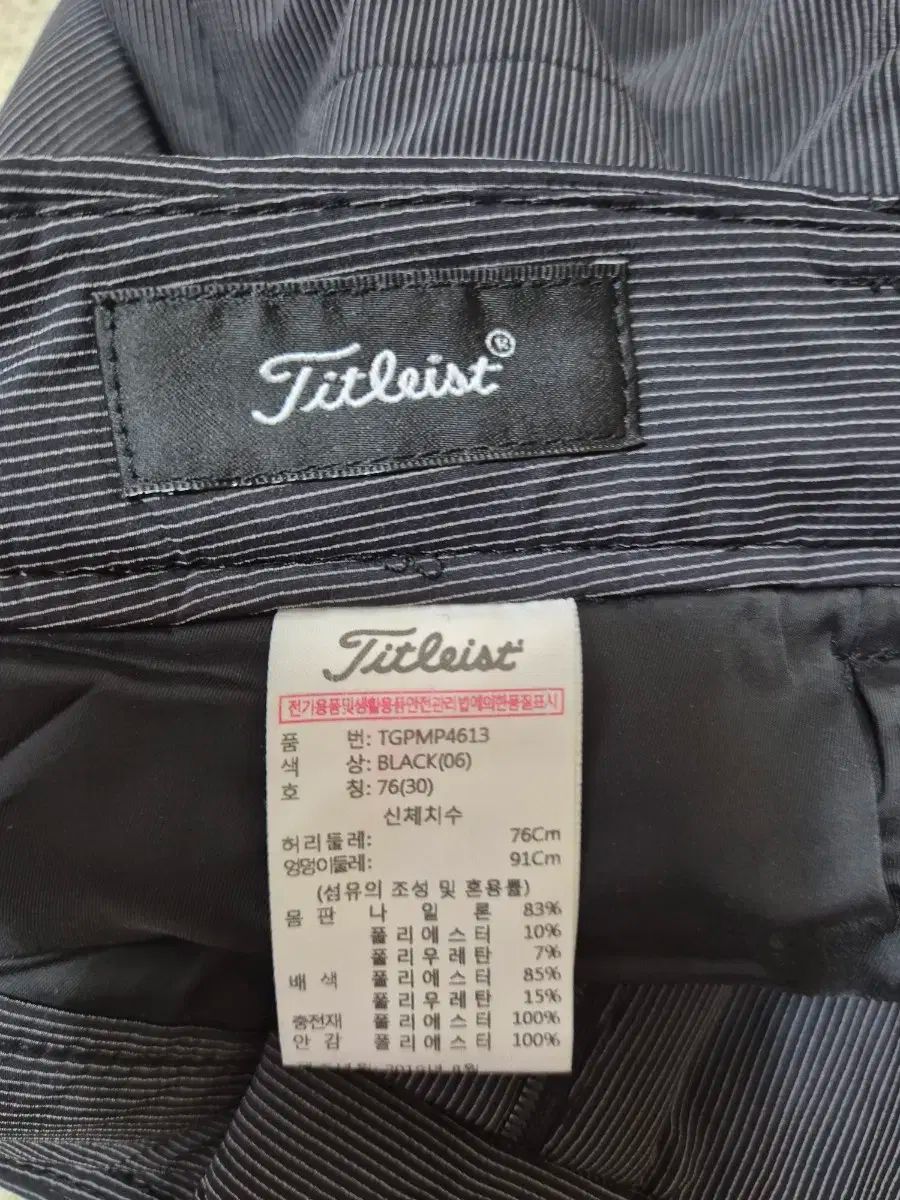 Titleist®
Titleist
전기용품및생활용품안전관리법에의한품질표시
품 번: TGPMP4613
색 상: BLACK(06)
호 칭: 76(30)
신체치수
허리둘레: 76Cm
엉덩이둘레: 91Cm
(섬유의 조성 및 혼용률)
몸 판 나 일 론 83%
폴 리 에 스 터 10%
폴 리 우 레 탄 7%
배 색 폴 리 에 스 터 85%
폴 리 우 레 탄 15%
충전재 폴 리 에 스 터 100%
안 감 폴 리 에 스 터 100%